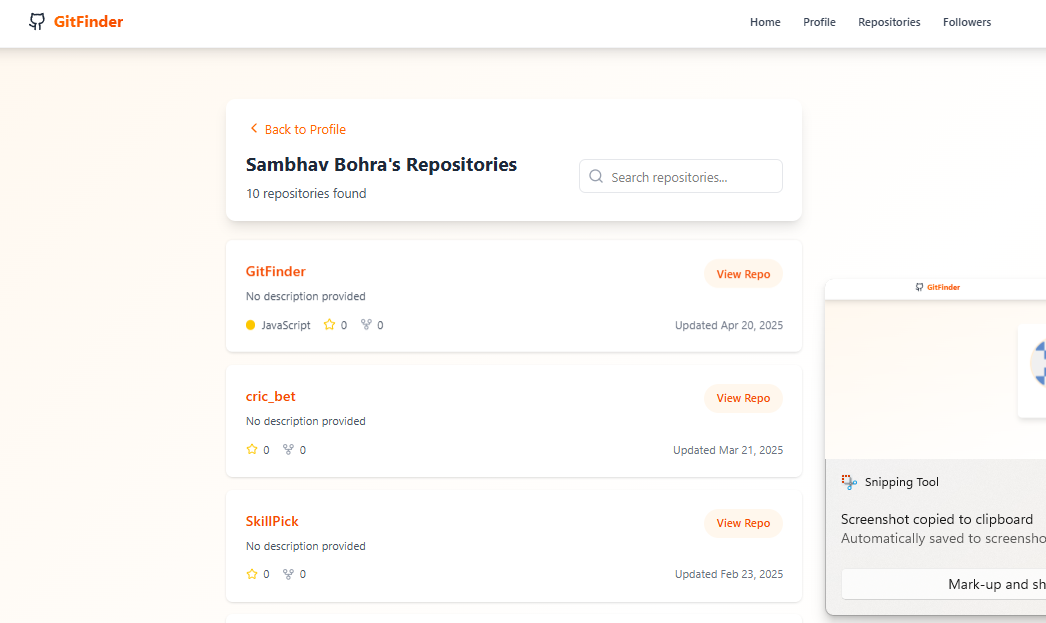 GitFinder
Home Profile Repositories Followers
Back to Profile
Sambhav Bohra's Repositories
10 repositories found
Search repositories...
GitFinder
View Repo
No description provided
JavaScript 0 0 Updated Apr 20, 2025
cric_bet
View Repo
No description provided
0 0 Updated Mar 21, 2025
SkillPick
View Repo
No description provided
0 0 Updated Feb 23, 2025
GitFinder
Snipping Tool
Screenshot copied to clipboard
Automatically saved to screensho
Mark-up and sh